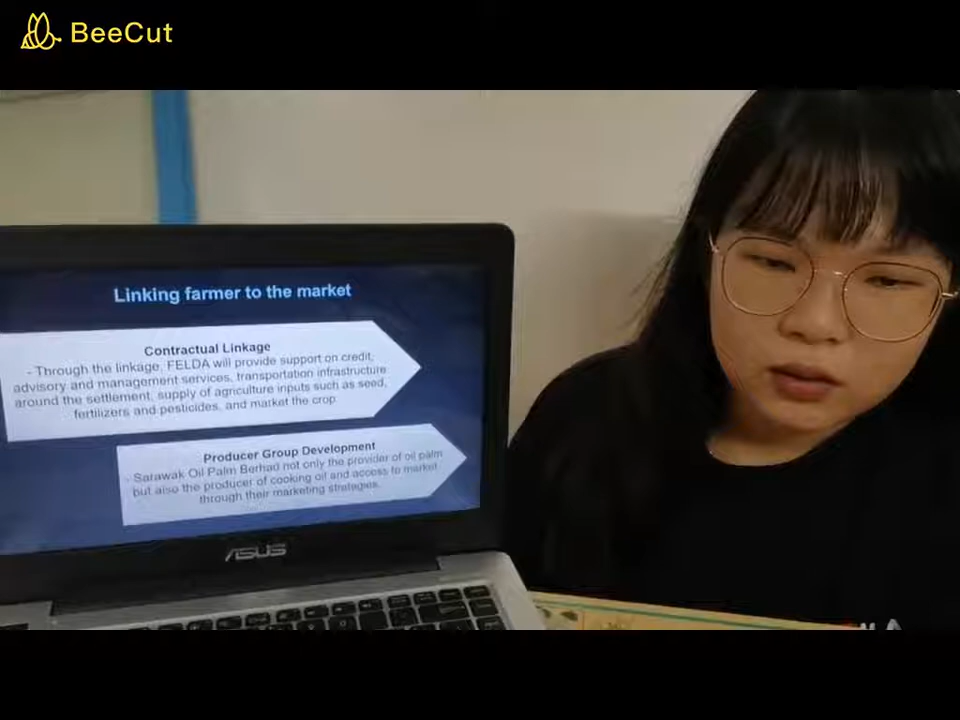 BeeCut
Linking farmer to the market
Contractual Linkage
- Through the linkage, FELDA will provide support on credit,
advisory and management services, transportation infrastructure
around the settlement, supply of agriculture inputs such as seed,
fertilizers and pesticides, and market the crop
Producer Group Development
- Sarawak Oil Palm Berhad not only the provider of oil palm
but also the producer of cooking oil and access to market
through their marketing strategies.
ASUS